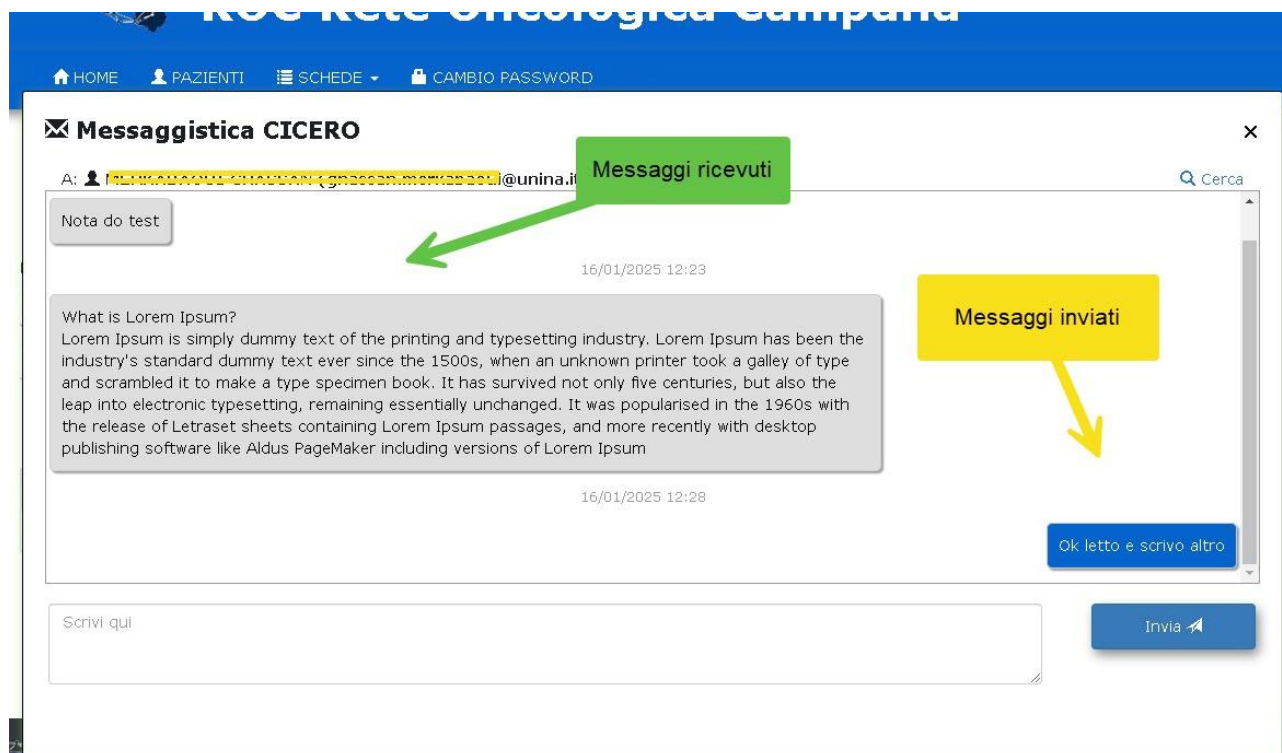 ROC Rete Oncologica Campana
HOME PAZIENTI SCHEDE CAMBIO PASSWORD
Messaggistica CICERO
×
A: @unina.it
Messaggi ricevuti
Cerca
Nota do test
16/01/2025 12:23
What is Lorem Ipsum?
Lorem Ipsum is simply dummy text of the printing and typesetting industry. Lorem Ipsum has been the
industry's standard dummy text ever since the 1500s, when an unknown printer took a galley of type
and scrambled it to make a type specimen book. It has survived not only five centuries, but also the
leap into electronic typesetting, remaining essentially unchanged. It was popularised in the 1960s with
the release of Letraset sheets containing Lorem Ipsum passages, and more recently with desktop
publishing software like Aldus PageMaker including versions of Lorem Ipsum
Messaggi inviati
16/01/2025 12:28
Ok letto e scrivo altro
Scrivi qui
Invia